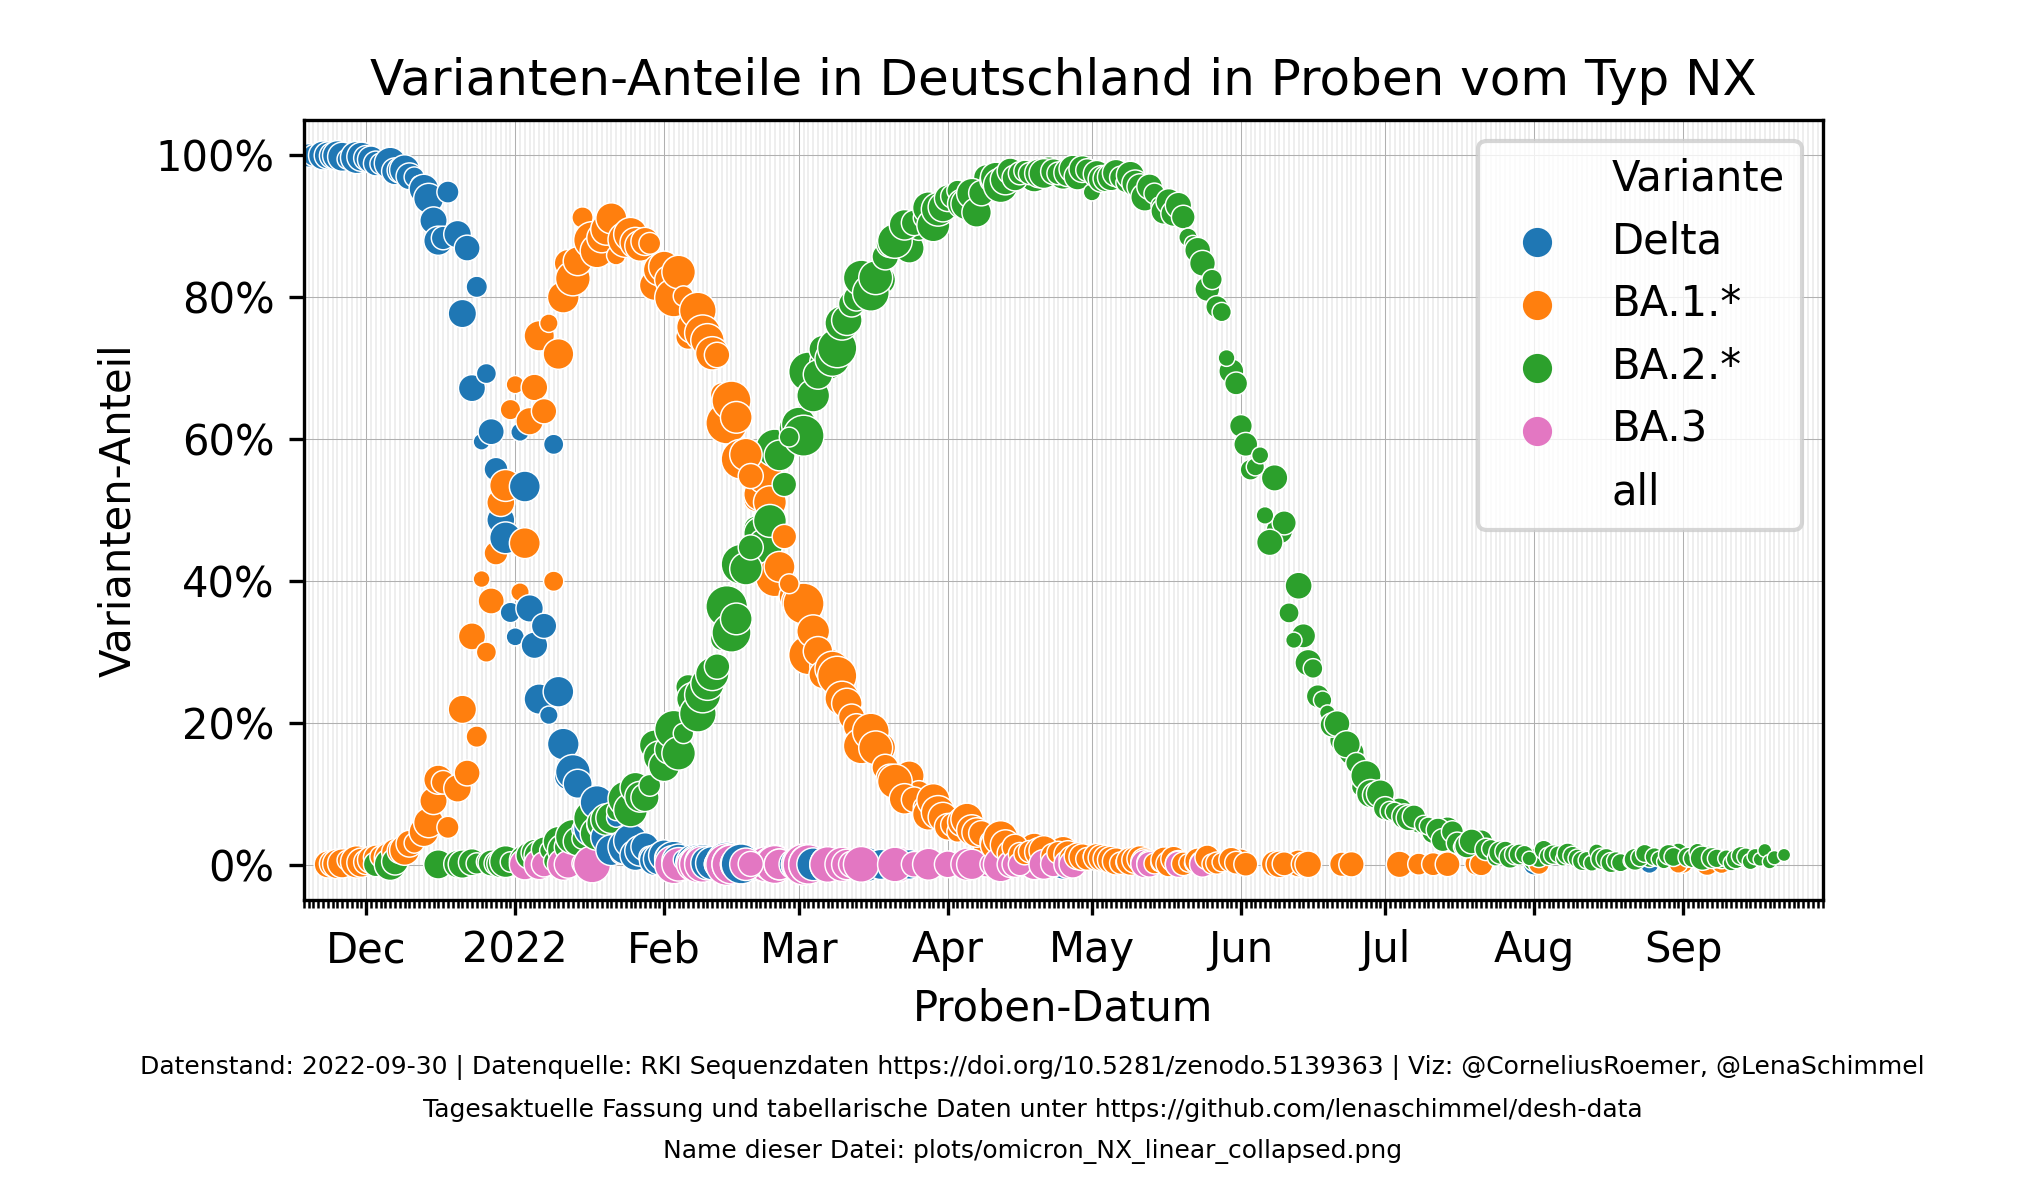 Varianten-Anteile in Deutschland in Proben vom Typ NX
Varianten-Anteil
100%
80%
60%
40%
20%
0%
Variante
Delta
BA.1.*
BA.2.*
BA.3
all
Dec 2022 Feb Mar Apr May Jun Jul Aug Sep
Proben-Datum
Datenstand: 2022-09-30 | Datenquelle: RKI Sequenzdaten https://doi.org/10.5281/zenodo.5139363 | Viz: @CorneliusRoemer, @LenaSchimmel
Tagesaktuelle Fassung und tabellarische Daten unter https://github.com/lenaschimmel/desh-data
Name dieser Datei: plots/omicron_NX_linear_collapsed.png